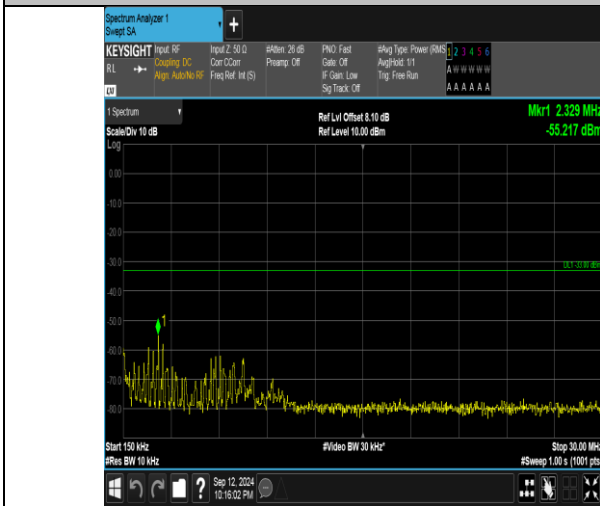 Spectrum Analyzer 1
Swept SA
+
KEYSIGHT Input: RF Input Z: 50 Ω #Atten: 26 dB PNO: Fast #Avg Type: Power (RMS 1 2 3 4 5 6
RL Coupling: DC Corr CCorr Preamp: Off Gate: Off Avg|Hold: 1/1 A W W W W W
Align: Auto/No RF Freq Ref: Int (S) IF Gain: Low Trig: Free Run
Sig Track: Off A A A A A A
1 Spectrum Ref Lvl Offset 8.10 dB Mkr1 2.329 MHz
Scale/Div 10 dB Ref Level 10.00 dBm -55.217 dBm
Log
0.00
-10.0
-20.0
-30.0
DL1 -33.00 dBm
-40.0
1
-50.0
-60.0
-70.0
-80.0
Start 150 kHz #Video BW 30 kHz* Stop 30.00 MHz
#Res BW 10 kHz #Sweep 1.00 s (1001 pts
? Sep 12, 2024
10:16:02 PM